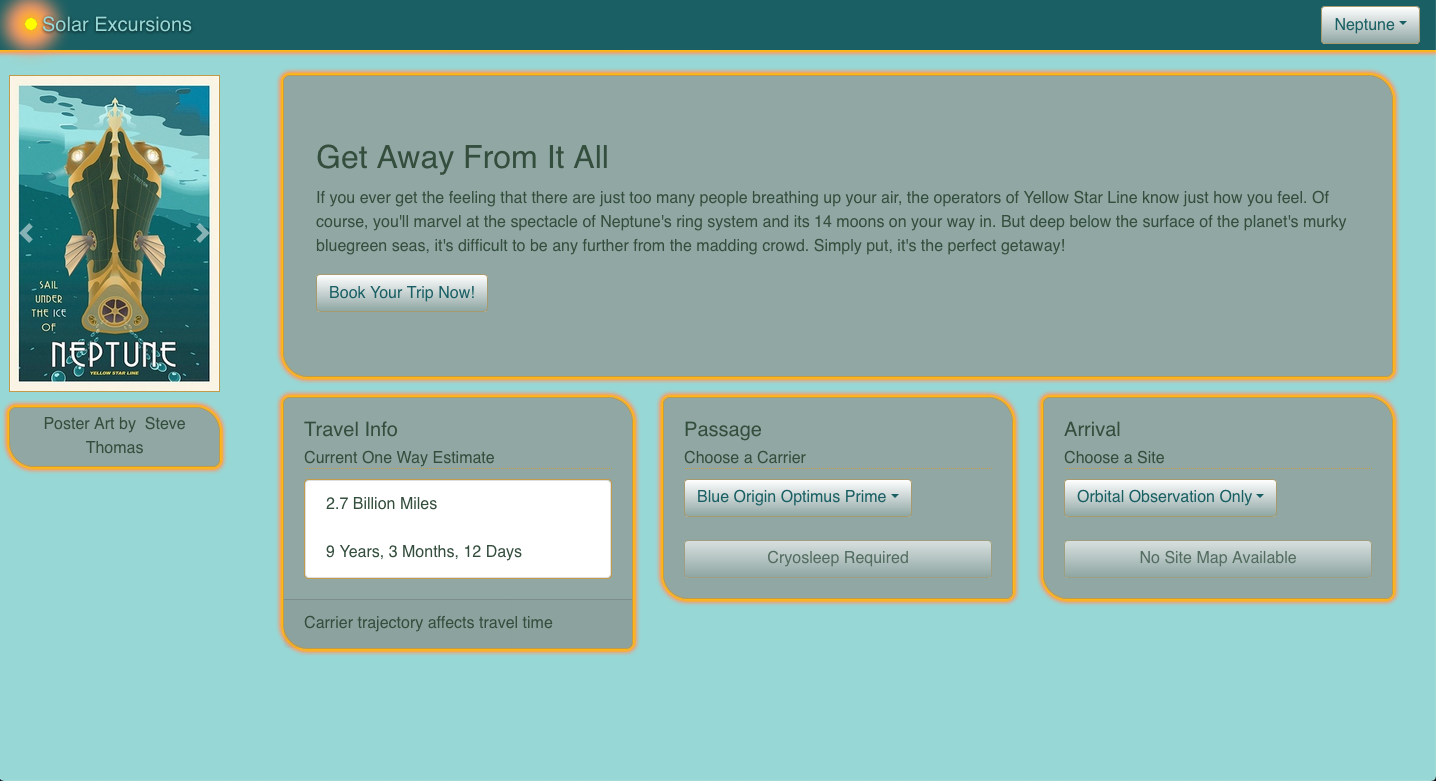 Solar Excursions
Neptune
SAIL
UNDER
THE ICE
OF
NEPTUNE
YELLOW STAR LINE
Poster Art by  Steve
Thomas
Get Away From It All
If you ever get the feeling that there are just too many people breathing up your air, the operators of Yellow Star Line know just how you feel. Of
course, you'll marvel at the spectacle of Neptune's ring system and its 14 moons on your way in. But deep below the surface of the planet's murky
bluegreen seas, it's difficult to be any further from the madding crowd. Simply put, it's the perfect getaway!
Book Your Trip Now!
Travel Info
Current One Way Estimate
2.7 Billion Miles
9 Years, 3 Months, 12 Days
Carrier trajectory affects travel time
Passage
Choose a Carrier
Blue Origin Optimus Prime
Cryosleep Required
Arrival
Choose a Site
Orbital Observation Only
No Site Map Available